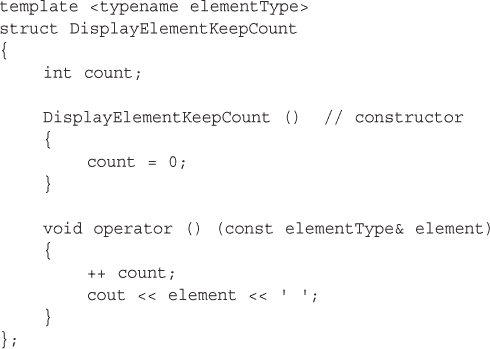 template <typename elementType>
struct DisplayElementKeepCount
{
    int count;

    DisplayElementKeepCount ()  // constructor
    {
        count = 0;
    }

    void operator () (const elementType& element)
    {
        ++ count;
        cout << element << ' ';
    }
};